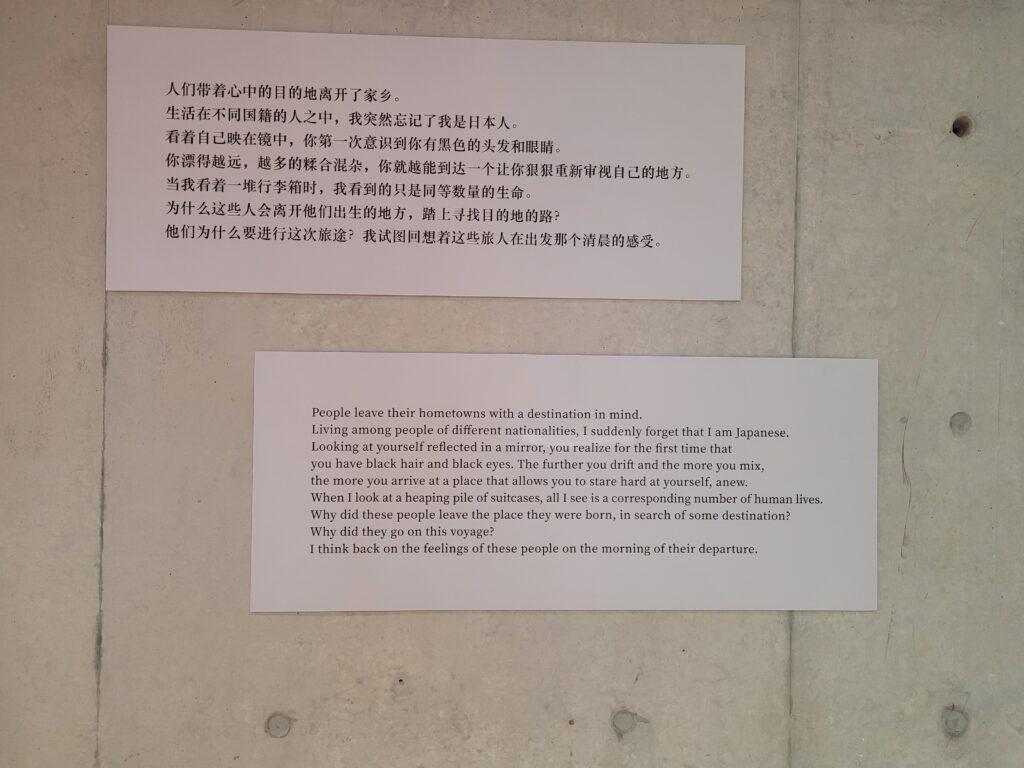 人们带着心中的目的地离开了家乡。
生活在不同国籍的人之中，我突然忘记了我是日本人。
看着自己映在镜中，你第一次意识到你有黑色的头发和眼睛。
你漂得越远，越多的糅合混杂，你就越能到达一个让你狠狠重新审视自己的地方。
当我看着一堆行李箱时，我看到的只是同等数量的生命。
为什么这些人会离开他们出生的地方，踏上寻找目的地的路?
他们为什么要进行这次旅途? 我试图回想着这些旅人在出发那个清晨的感受。
People leave their hometowns with a destination in mind.
Living among people of different nationalities, I suddenly forget that I am Japanese.
Looking at yourself reflected in a mirror, you realize for the first time that
you have black hair and black eyes. The further you drift and the more you mix,
the more you arrive at a place that allows you to stare hard at yourself, anew.
When I look at a heaping pile of suitcases, all I see is a corresponding number of human lives.
Why did these people leave the place they were born, in search of some destination?
Why did they go on this voyage?
I think back on the feelings of these people on the morning of their departure.